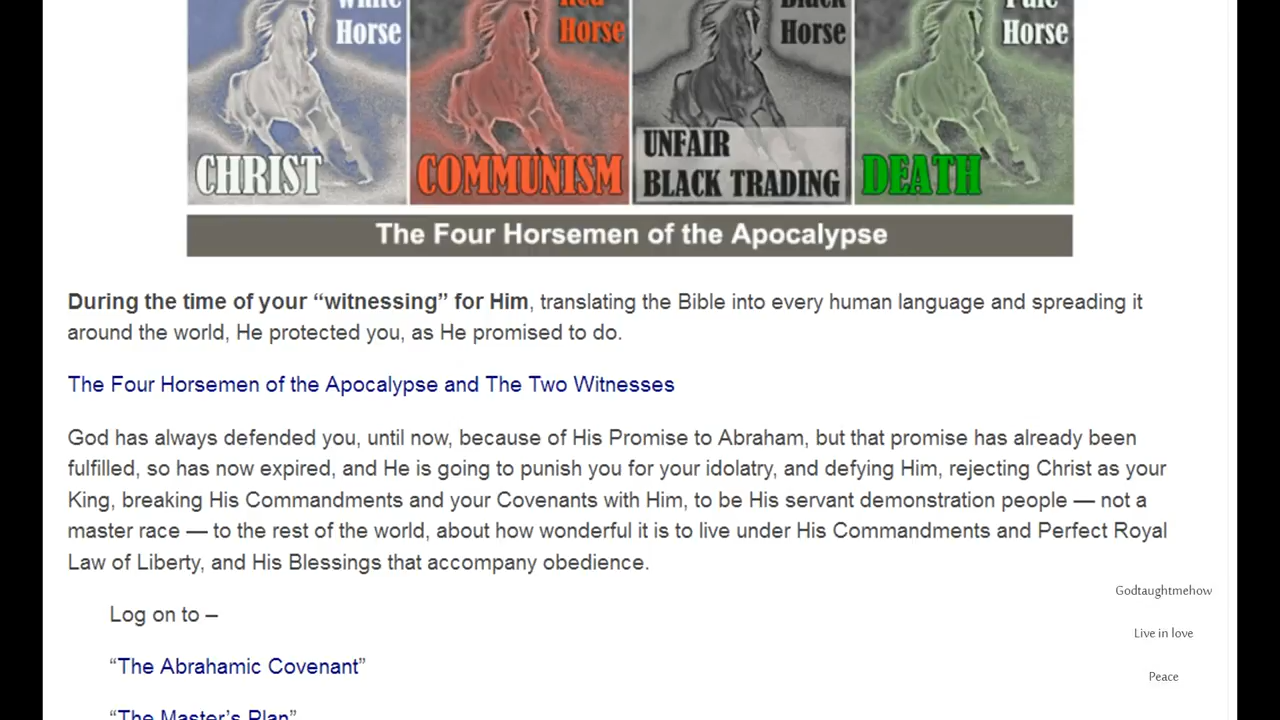 Horse
Horse
Horse
Horse
CHRIST
COMMUNISM
UNFAIR
BLACK TRADING
DEATH
The Four Horsemen of the Apocalypse
During the time of your “witnessing” for Him, translating the Bible into every human language and spreading it
around the world, He protected you, as He promised to do.
The Four Horsemen of the Apocalypse and The Two Witnesses
God has always defended you, until now, because of His Promise to Abraham, but that promise has already been
fulfilled, so has now expired, and He is going to punish you for your idolatry, and defying Him, rejecting Christ as your
King, breaking His Commandments and your Covenants with Him, to be His servant demonstration people — not a
master race — to the rest of the world, about how wonderful it is to live under His Commandments and Perfect Royal
Law of Liberty, and His Blessings that accompany obedience.
Log on to –
“The Abrahamic Covenant”
“The Master’s Plan”
Godtaughtmehow
Live in love
Peace